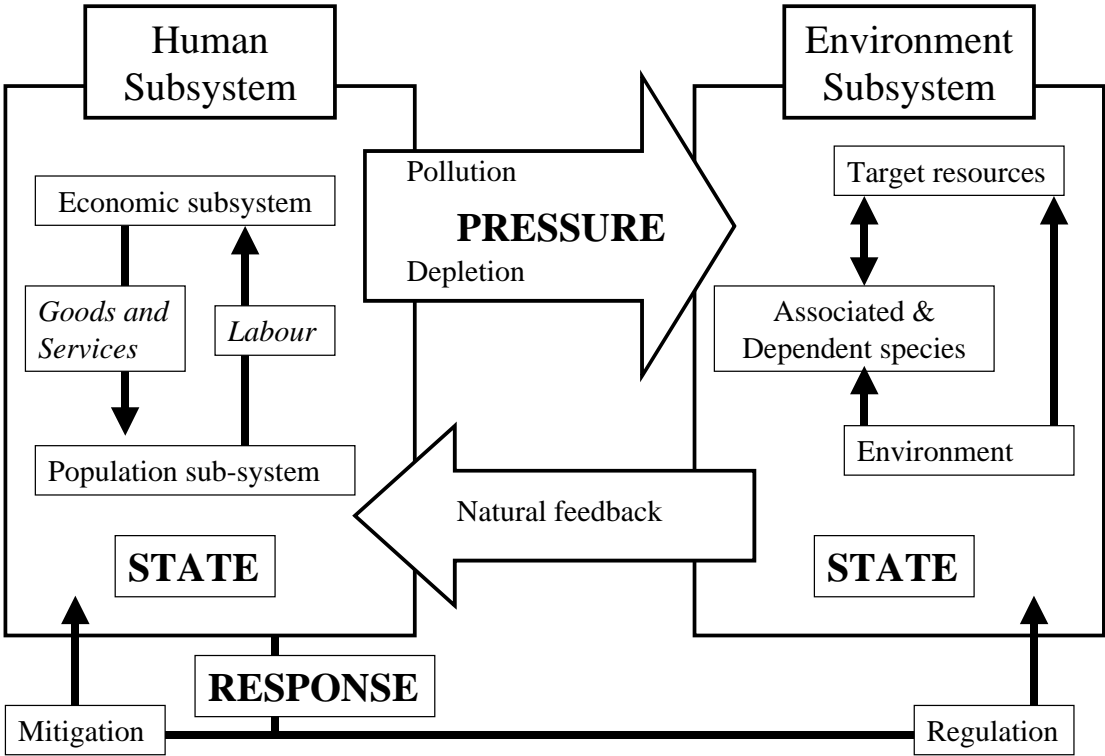 Human
Subsystem
Economic subsystem
Goods and
Services
Labour
Population sub-system
STATE
Pollution
PRESSURE
Depletion
Natural feedback
Environment
Subsystem
Target resources
Associated &
Dependent species
Environment
STATE
RESPONSE
Mitigation
Regulation